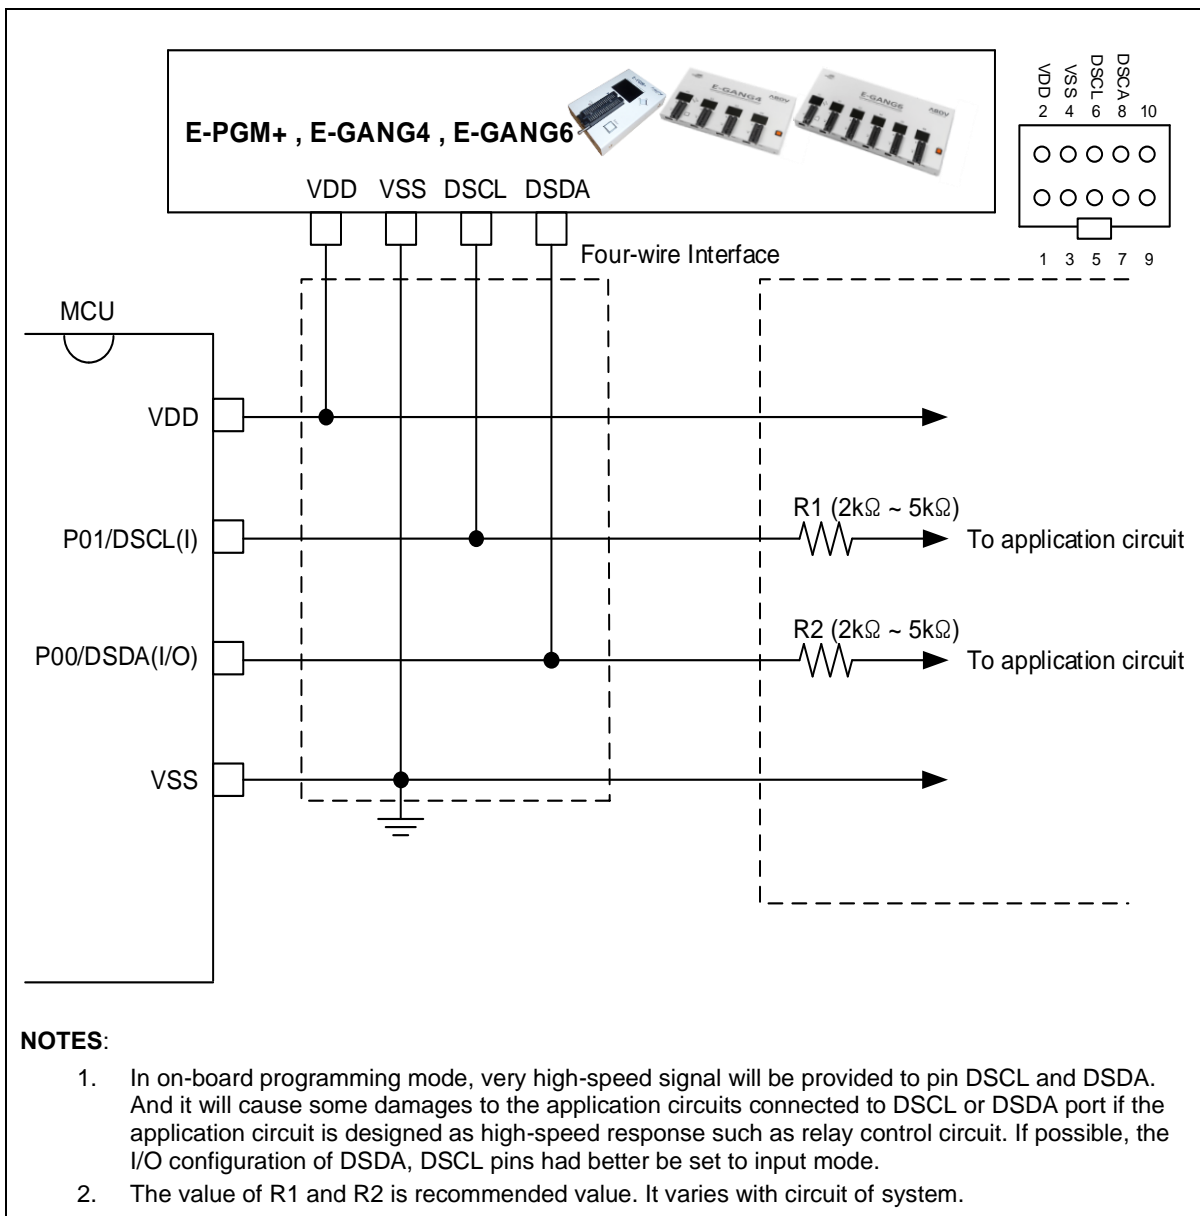 E-PGM+ , E-GANG4 , E-GANG6
E-GANG4
E-GANG6
VDD VSS DSCL DSDA
VDD VSS DSCL DSCA
2 4 6 8 10
1 3 5 7 9
Four-wire Interface
MCU
VDD
P01/DSCL(I)
R1 (2kΩ ~ 5kΩ)
To application circuit
P00/DSDA(I/O)
R2 (2kΩ ~ 5kΩ)
To application circuit
VSS
NOTES:
1. In on-board programming mode, very high-speed signal will be provided to pin DSCL and DSDA.
And it will cause some damages to the application circuits connected to DSCL or DSDA port if the
application circuit is designed as high-speed response such as relay control circuit. If possible, the
I/O configuration of DSDA, DSCL pins had better be set to input mode.
2. The value of R1 and R2 is recommended value. It varies with circuit of system.